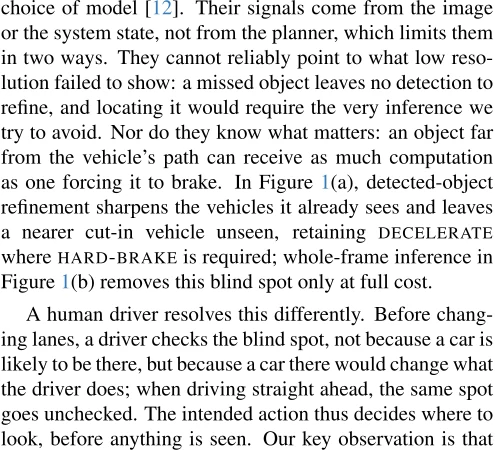 choice of model [12]. Their signals come from the image
or the system state, not from the planner, which limits them
in two ways. They cannot reliably point to what low reso-
lution failed to show: a missed object leaves no detection to
refine, and locating it would require the very inference we
try to avoid. Nor do they know what matters: an object far
from the vehicle's path can receive as much computation
as one forcing it to brake. In Figure 1(a), detected-object
refinement sharpens the vehicles it already sees and leaves
a nearer cut-in vehicle unseen, retaining DECELERATE
where HARD-BRAKE is required; whole-frame inference in
Figure 1(b) removes this blind spot only at full cost.
A human driver resolves this differently. Before chang-
ing lanes, a driver checks the blind spot, not because a car is
likely to be there, but because a car there would change what
the driver does; when driving straight ahead, the same spot
goes unchecked. The intended action thus decides where to
look, before anything is seen. Our key observation is that